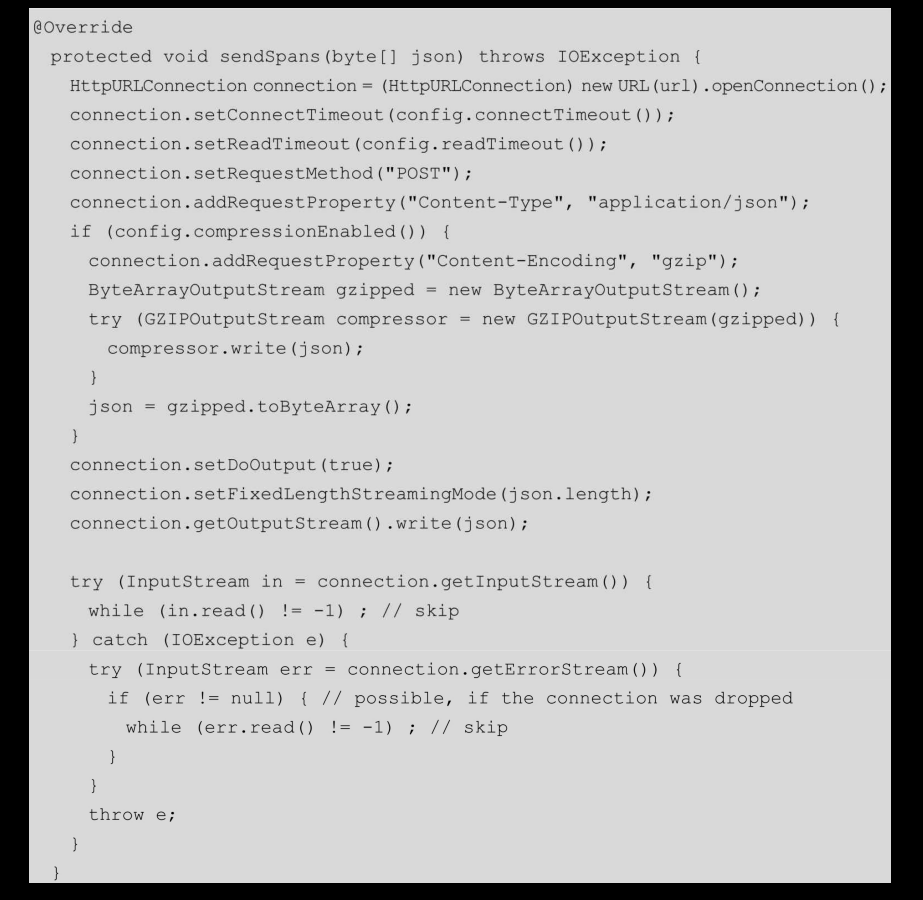 @Override
protected void sendSpans(byte[] json) throws IOException {
HttpURLConnection connection = (HttpURLConnection) new URL(url).openConnection();
connection.setConnectTimeout(config.connectTimeout());
connection.setReadTimeout(config.readTimeout());
connection.setRequestMethod("POST");
connection.addRequestProperty("Content-Type", "application/json");
if (config.compressionEnabled()) {
connection.addRequestProperty("Content-Encoding", "gzip");
ByteArrayOutputStream gzipped = new ByteArrayOutputStream();
try (GZIPOutputStream compressor = new GZIPOutputStream(gzipped)) {
compressor.write(json);
}
json = gzipped.toByteArray();
}
connection.setDoOutput(true);
connection.setFixedLengthStreamingMode(json.length);
connection.getOutputStream().write(json);
try (InputStream in = connection.getInputStream()) {
while (in.read() != -1) ; // skip
} catch (IOException e) {
try (InputStream err = connection.getErrorStream()) {
if (err != null) { // possible, if the connection was dropped
while (err.read() != -1) ; // skip
}
}
throw e;
}
}